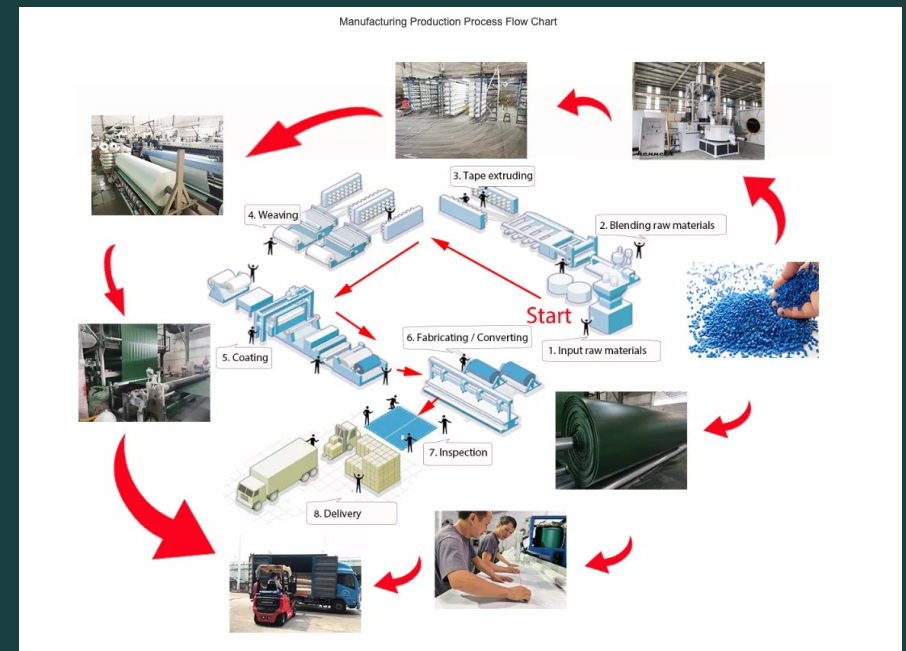 Manufacturing Production Process Flow Chart
3. Tape extruding
4. Weaving
2. Blending raw materials
Start
6. Fabricating / Converting
1. Input raw materials
5. Coating
7. Inspection
8. Delivery